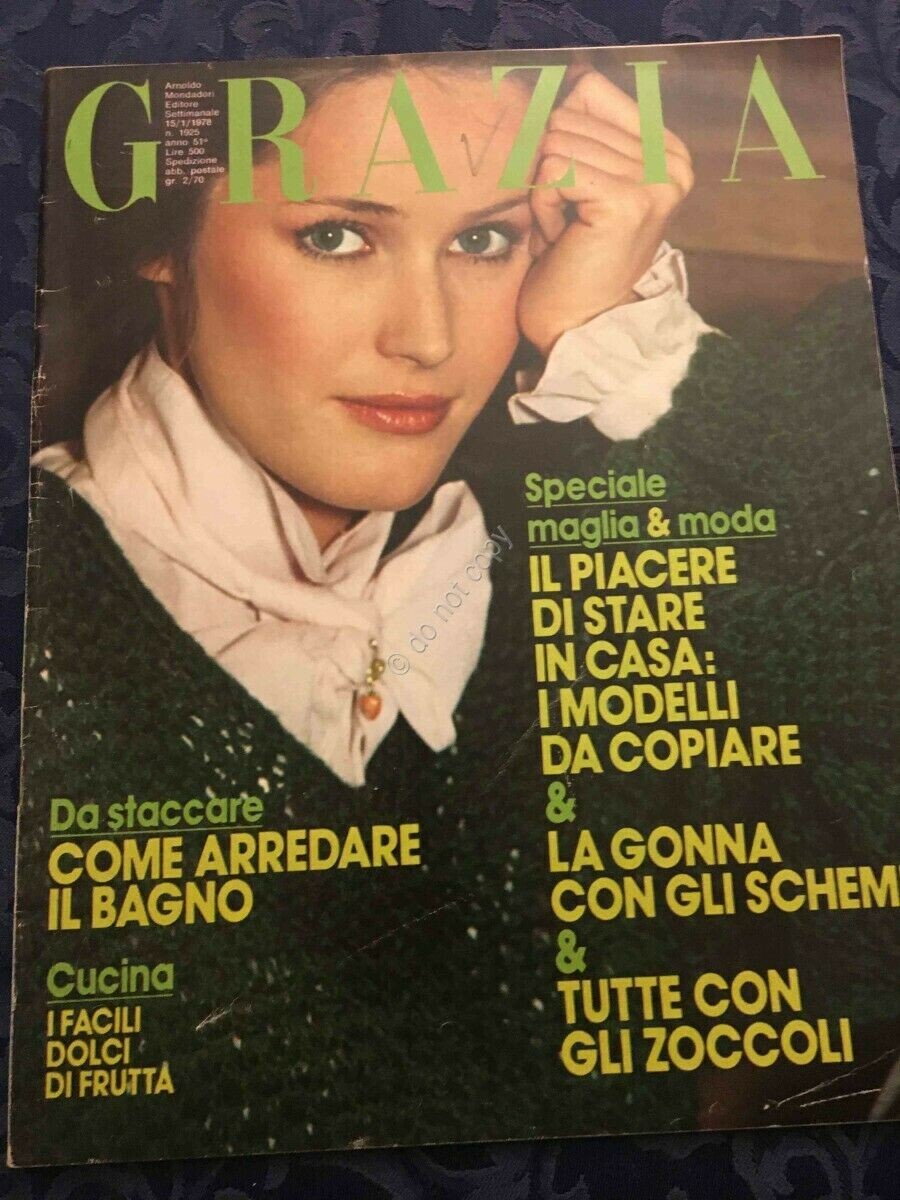 GRAZIA
Arnoldo
Mondadori
Editore
Settimanale
15/1/1978
n. 1925
anno 51º
Lire 500
Spedizione
abb. postale
gr. 2/70
Speciale
maglia & moda
IL PIACERE
DI STARE
IN CASA:
I MODELLI
DA COPIARE
&
LA GONNA
CON GLI SCHEMI
&
TUTTE CON
GLI ZOCCOLI
Da staccare
COME ARREDARE
IL BAGNO
Cucina
I FACILI
DOLCI
DI FRUTTA
© do not copy